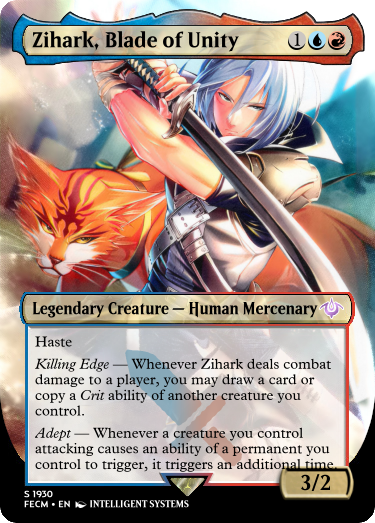 Zihark, Blade of Unity 1
Legendary Creature — Human Mercenary
Haste
Killing Edge — Whenever Zihark deals combat
damage to a player, you may draw a card or
copy a Crit ability of another creature you
control.
Adept — Whenever a creature you control
attacking causes an ability of a permanent you
control to trigger, it triggers an additional time.
3/2
S 1930
FECM • EN INTELLIGENT SYSTEMS